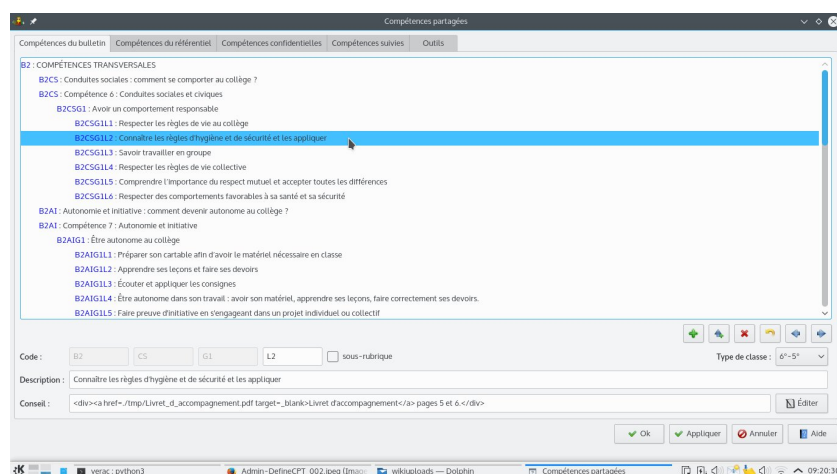 Compétences partagées
Compétences du bulletin Compétences du référentiel Compétences confidentielles Compétences suivies Outils
B2 : COMPÉTENCES TRANSVERSALES
B2CS : Conduites sociales : comment se comporter au collège ?
B2CS : Compétence 6 : Conduites sociales et civiques
B2CSG1 : Avoir un comportement responsable
B2CSG1L1 : Respecter les règles de vie au collège
B2CSG1L2 : Connaître les règles d'hygiène et de sécurité et les appliquer
B2CSG1L3 : Savoir travailler en groupe
B2CSG1L4 : Respecter les règles de vie collective
B2CSG1L5 : Comprendre l'importance du respect mutuel et accepter toutes les différences
B2CSG1L6 : Respecter des comportements favorables à sa santé et sa sécurité
B2AI : Autonomie et initiative : comment devenir autonome au collège ?
B2AI : Compétence 7 : Autonomie et initiative
B2AIG1 : Être autonome au collège
B2AIG1L1 : Préparer son cartable afin d'avoir le matériel nécessaire en classe
B2AIG1L2 : Apprendre ses leçons et faire ses devoirs
B2AIG1L3 : Écouter et appliquer les consignes
B2AIG1L4 : Être autonome dans son travail : avoir son matériel, apprendre ses leçons, faire correctement ses devoirs.
B2AIG1L5 : Faire preuve d'initiative en s'engageant dans un projet individuel ou collectif
Code : B2 CS G1 L2 sous-rubrique Type de classe : 6°-5°
Description : Connaître les règles d'hygiène et de sécurité et les appliquer
Conseil : <div><a href=./tmp/Livret_d_accompagnement.pdf target=_blank>Livret d'accompagnement</a> pages 5 et 6.</div> Éditer
Ok Appliquer Annuler Aide
verac : python3 Admin-DefineCPT_002.jpeg (Image wikiuploads — Dolphin Compétences partagées 09:20:30